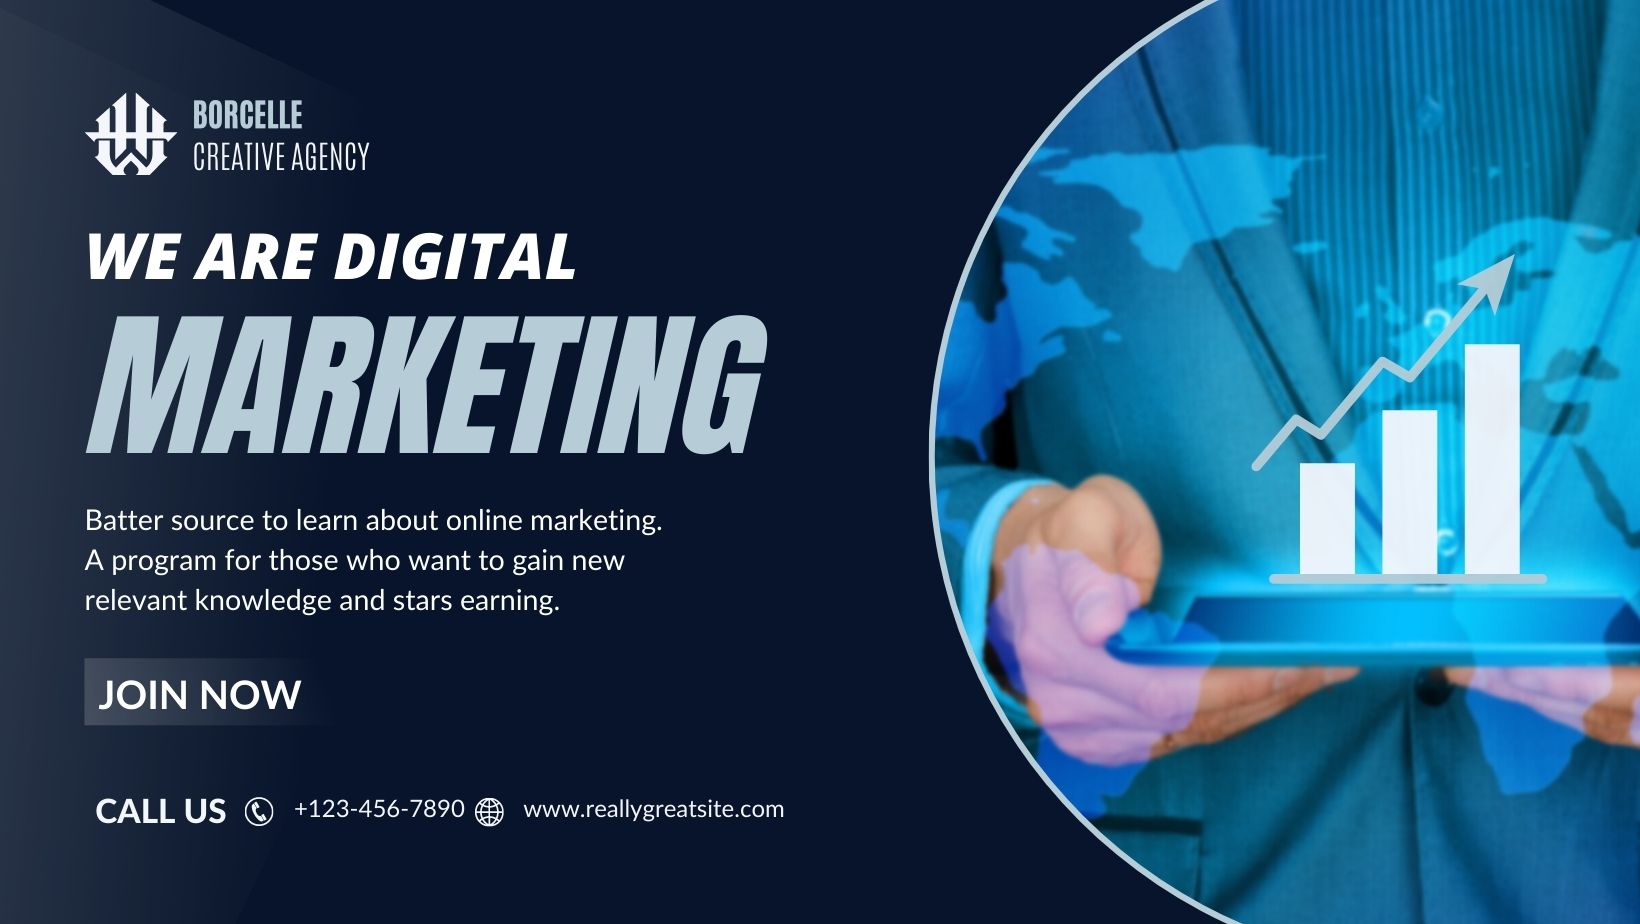 BORCELLE
CREATIVE AGENCY
WE ARE DIGITAL
MARKETING
Batter source to learn about online marketing.
A program for those who want to gain new
relevant knowledge and stars earning.
JOIN NOW
CALL US +123-456-7890 www.reallygreatsite.com